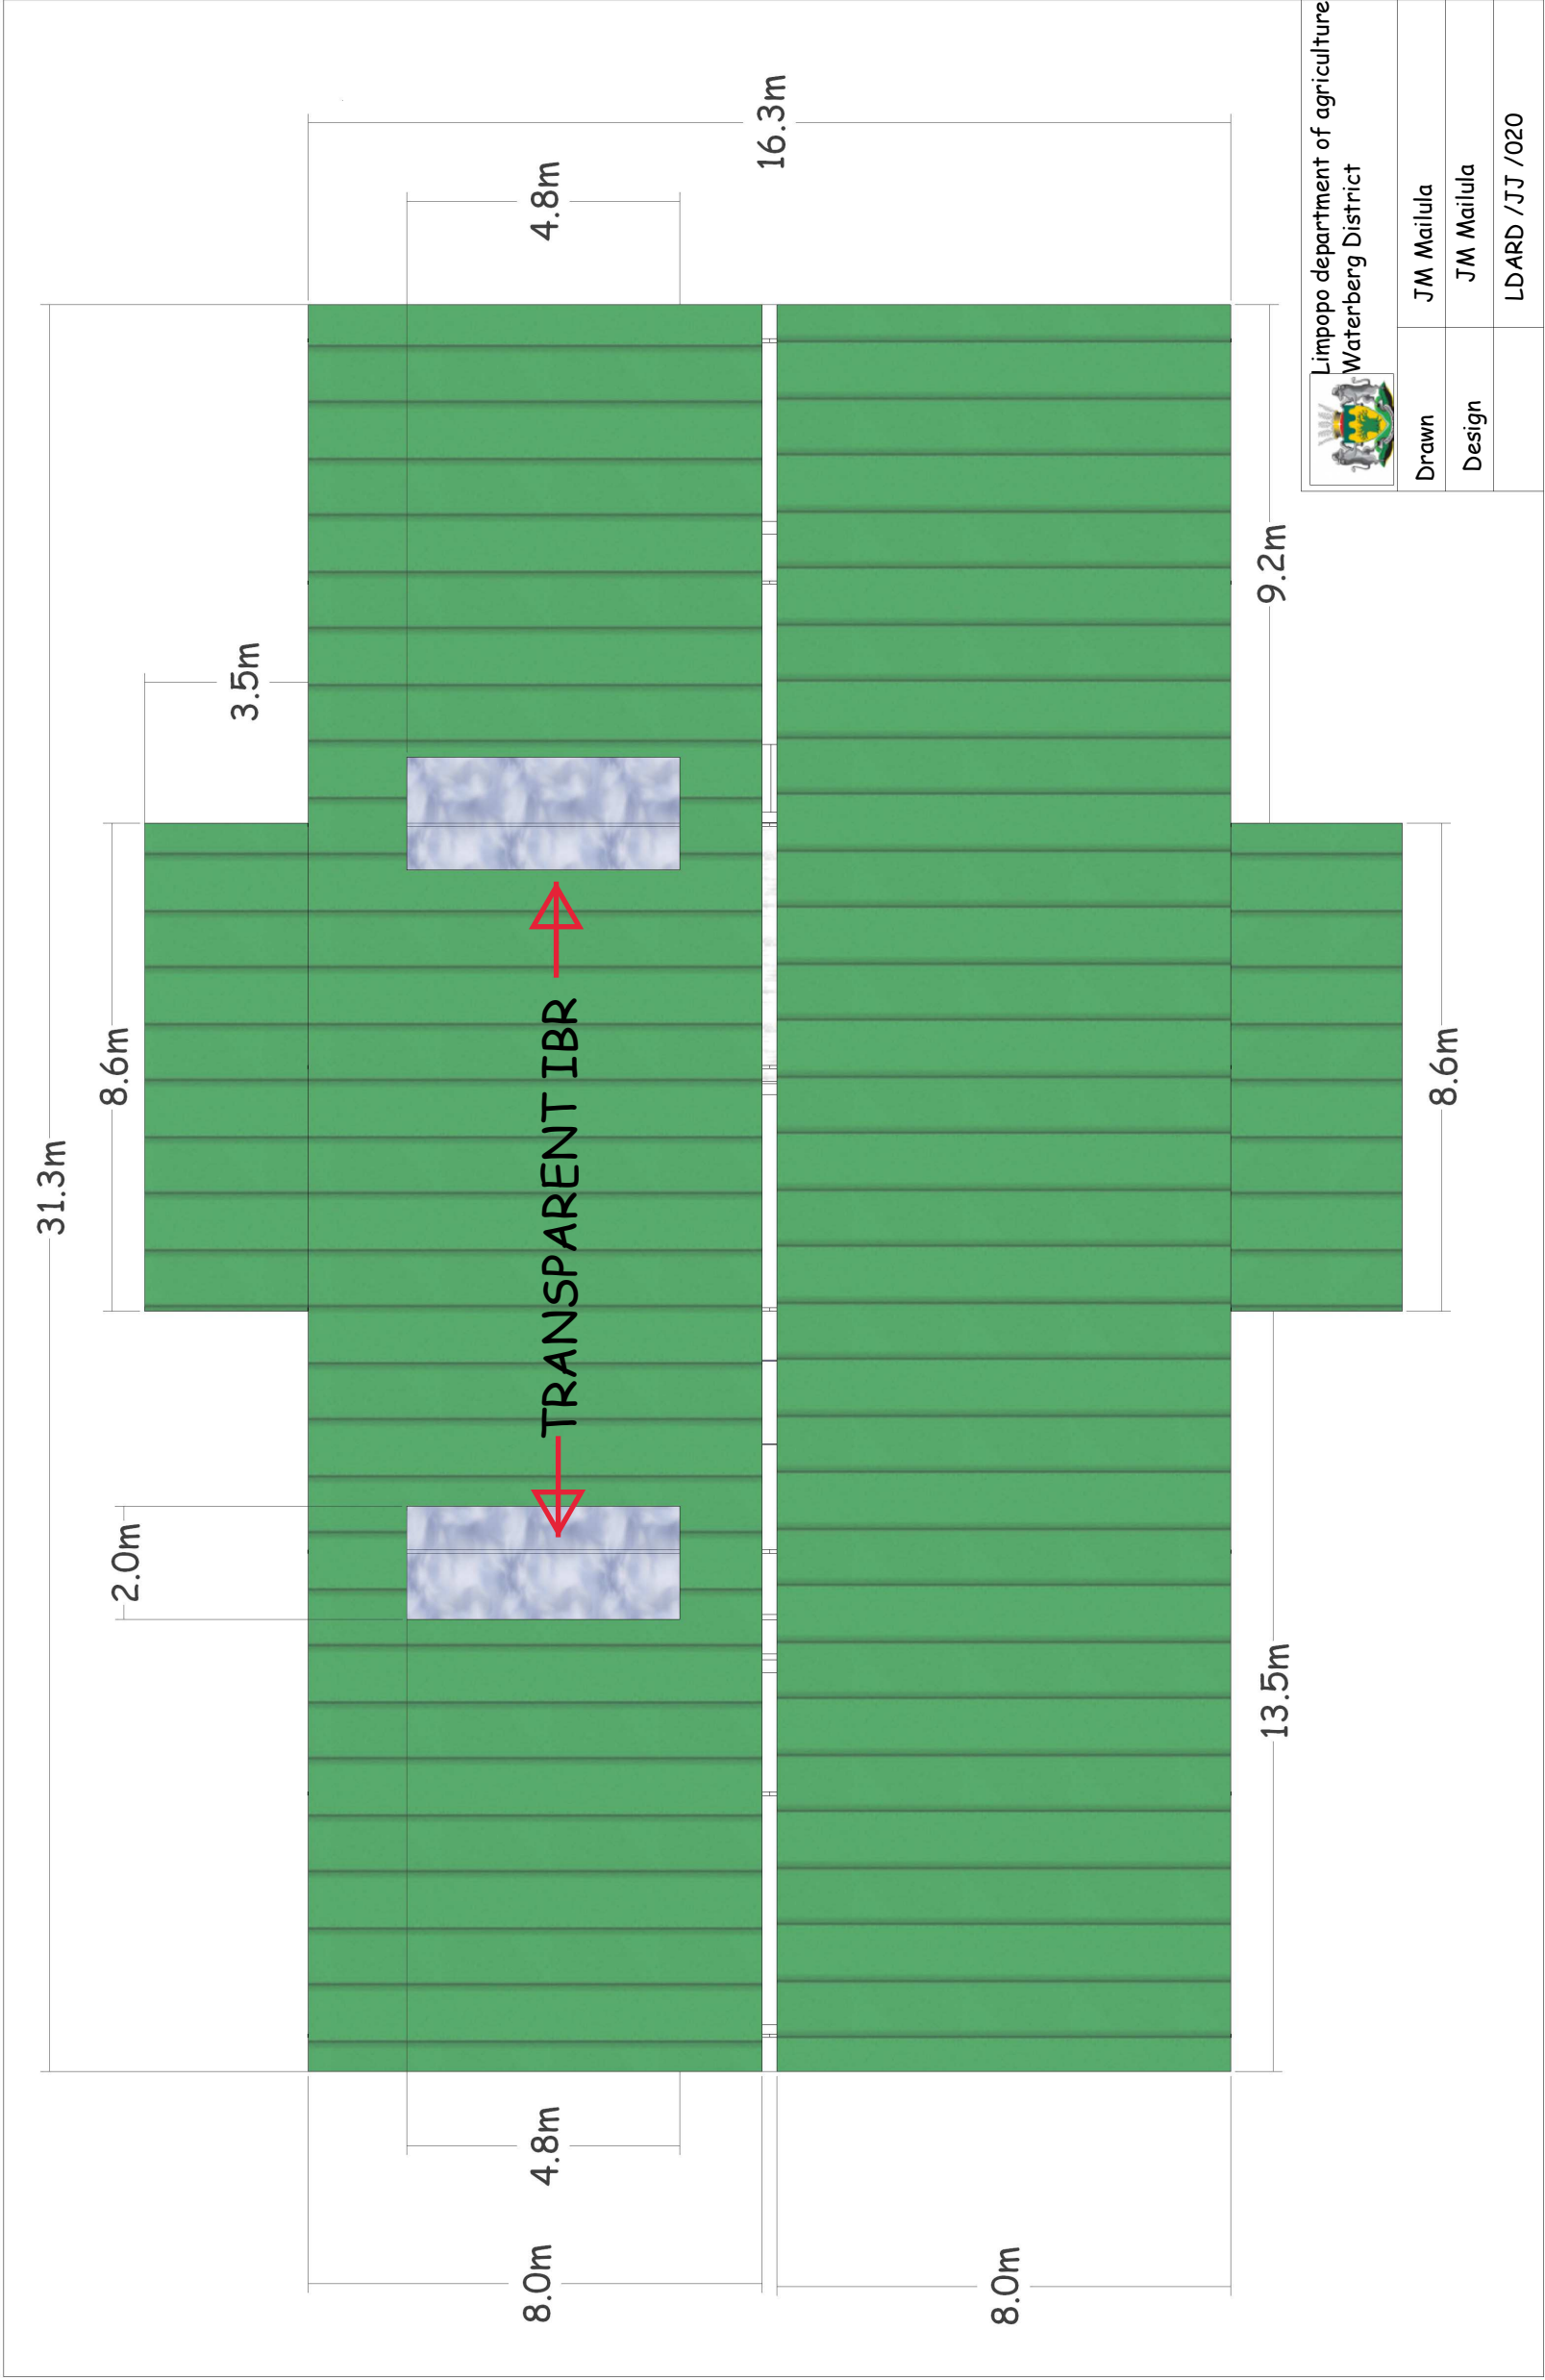 31.3m
8.6m
2.0m
3.5m
4.8m
16.3m
TRANSPARENT IBR
4.8m
8.0m
8.0m
9.2m
13.5m
8.6m
Limpopo department of agriculture
Waterberg District
Drawn JM Mailula
Design JM Mailula
LDARD /JJ /020